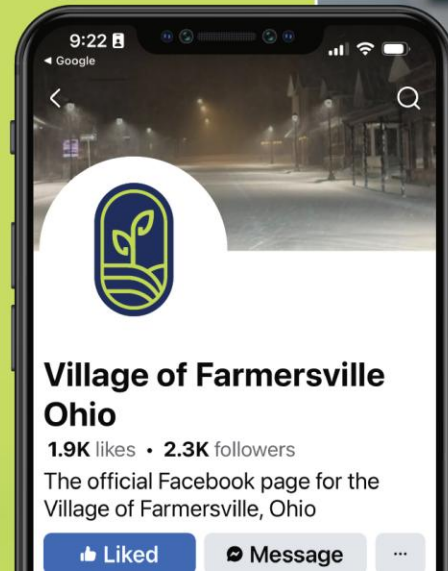 9:22
◀ Google
Village of Farmersville
Ohio
1.9K likes • 2.3K followers
The official Facebook page for the
Village of Farmersville, Ohio
Liked
Message
...